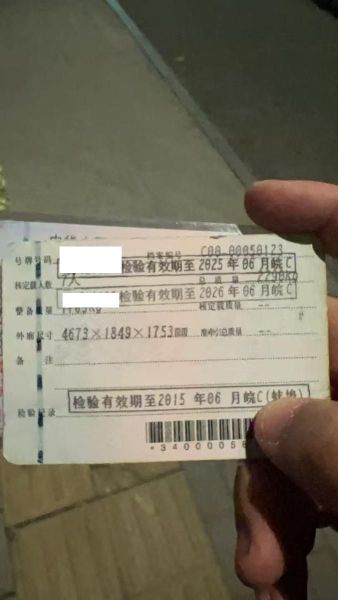 号牌号码 档案编号 C00 00050123
检验有效期至2025年06月皖C
核定载人数 7人 总质量 2290kg
检验有效期至2026年06月皖C
整备质量 核定载质量 --
外廓尺寸 4673×1849×1753 准牵引总质量 --
备注
检验有效期至2015年06月皖C(蚌埠)
检验记录